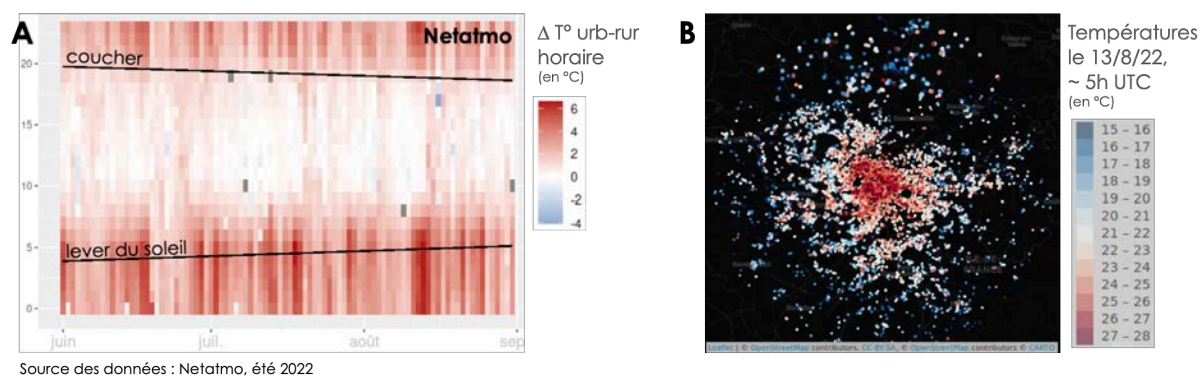 A
Netatmo
coucher
lever du soleil
20
15
10
5
0
juin
juil.
août
sep
Δ T° urb-rur
horaire
(en °C)
6
4
2
0
-2
-4
Source des données : Netatmo, été 2022
B
Leaflet | © OpenStreetMap contributors, CC-BY-SA, © OpenStreetMap contributors © CARTO
Températures
le 13/8/22,
~ 5h UTC
(en °C)
15 – 16
16 – 17
17 – 18
18 – 19
19 – 20
20 – 21
21 – 22
22 – 23
23 – 24
24 – 25
25 – 26
26 – 27
27 – 28